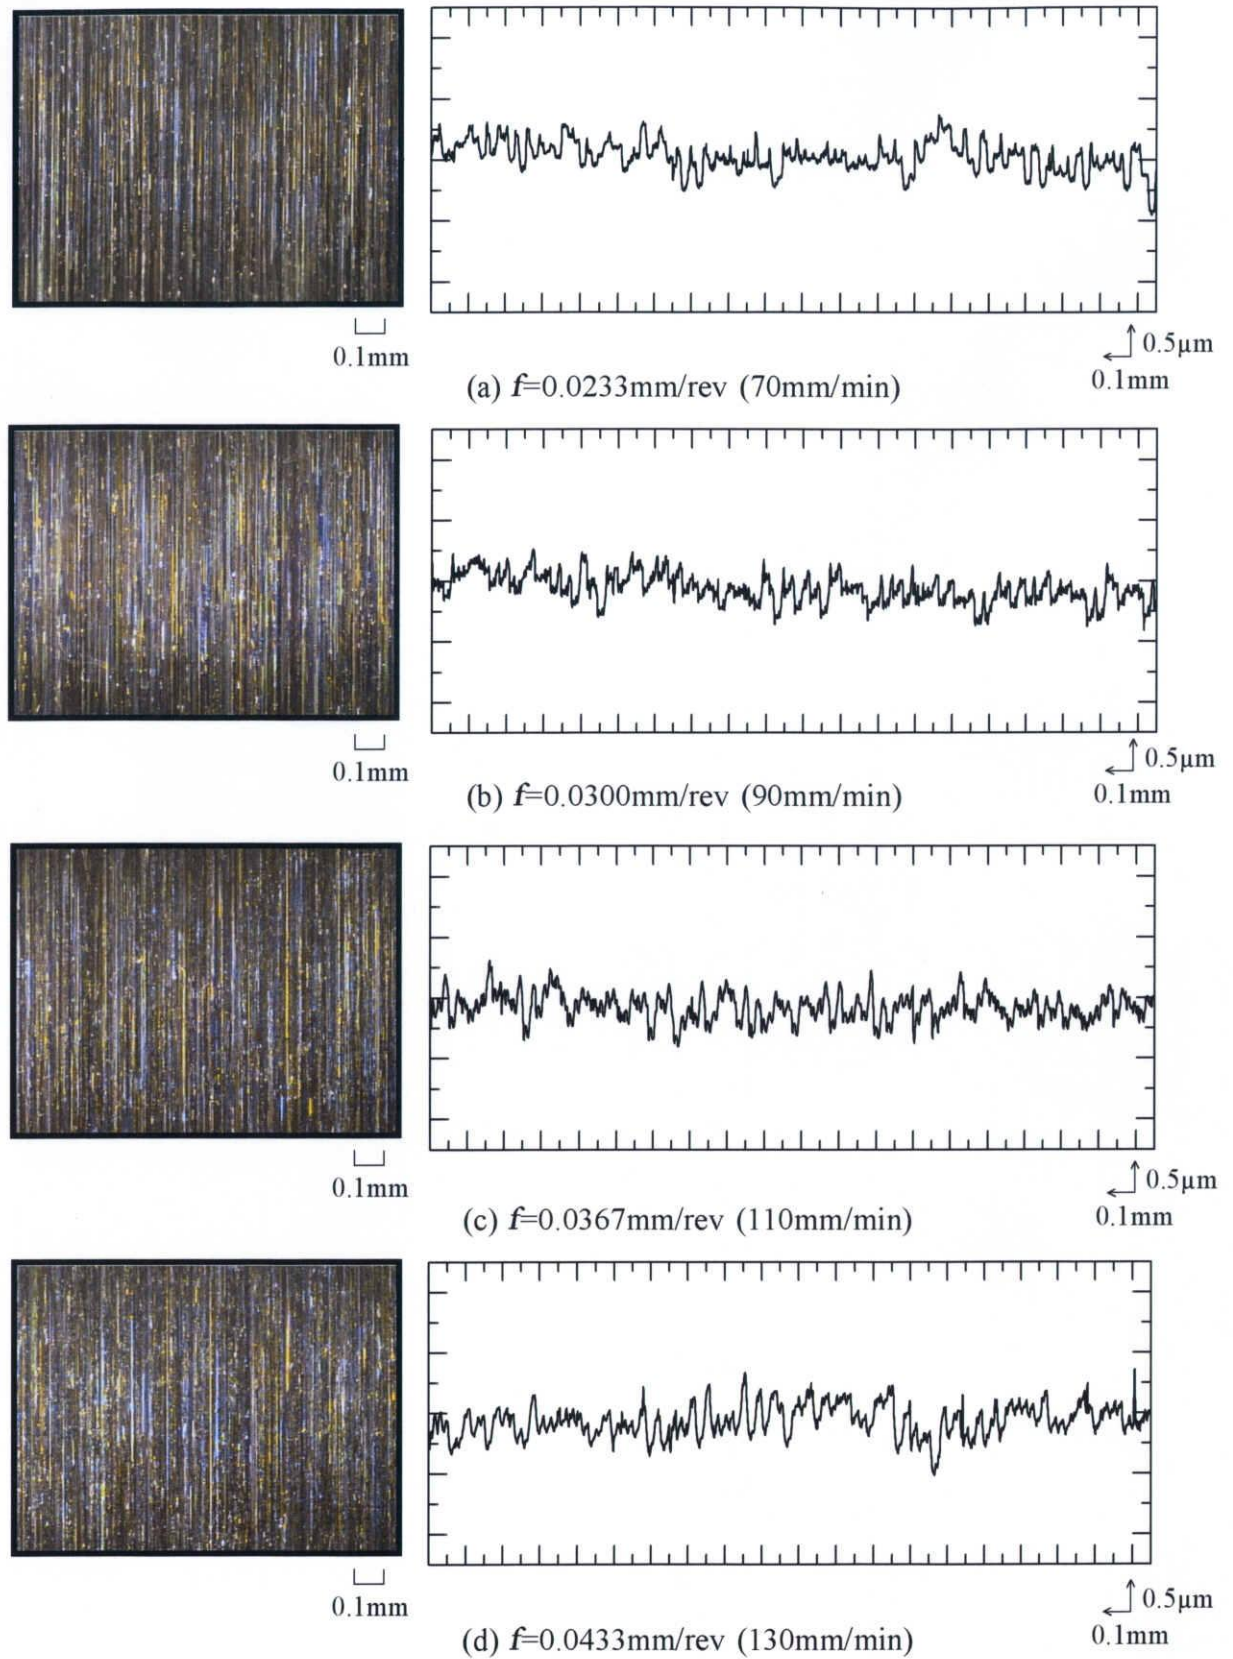 0.1mm
0.5µm
0.1mm
(a) f=0.0233mm/rev (70mm/min)
0.1mm
0.5µm
0.1mm
(b) f=0.0300mm/rev (90mm/min)
0.1mm
0.5µm
0.1mm
(c) f=0.0367mm/rev (110mm/min)
0.1mm
0.5µm
0.1mm
(d) f=0.0433mm/rev (130mm/min)